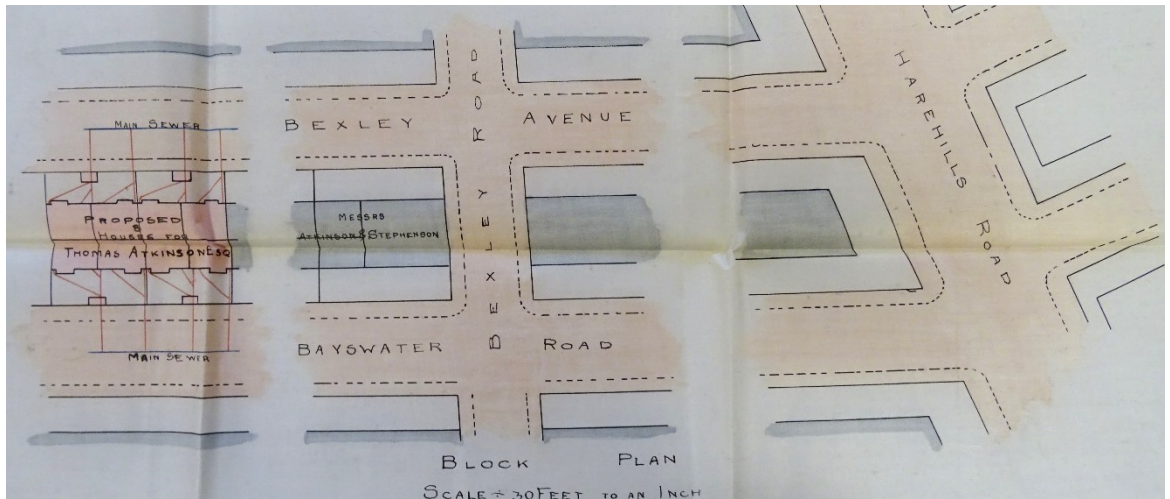 HAREHILLS ROAD
BEXLEY ROAD
BEXLEY AVENUE
MAIN SEWER
PROPOSED
8
HOUSES FOR
THOMAS ATKINSON ESQ
MESSRS
ATKINSON & STEPHENSON
BAYSWATER ROAD
MAIN SEWER
BLOCK PLAN
SCALE ÷ 30 FEET TO AN INCH